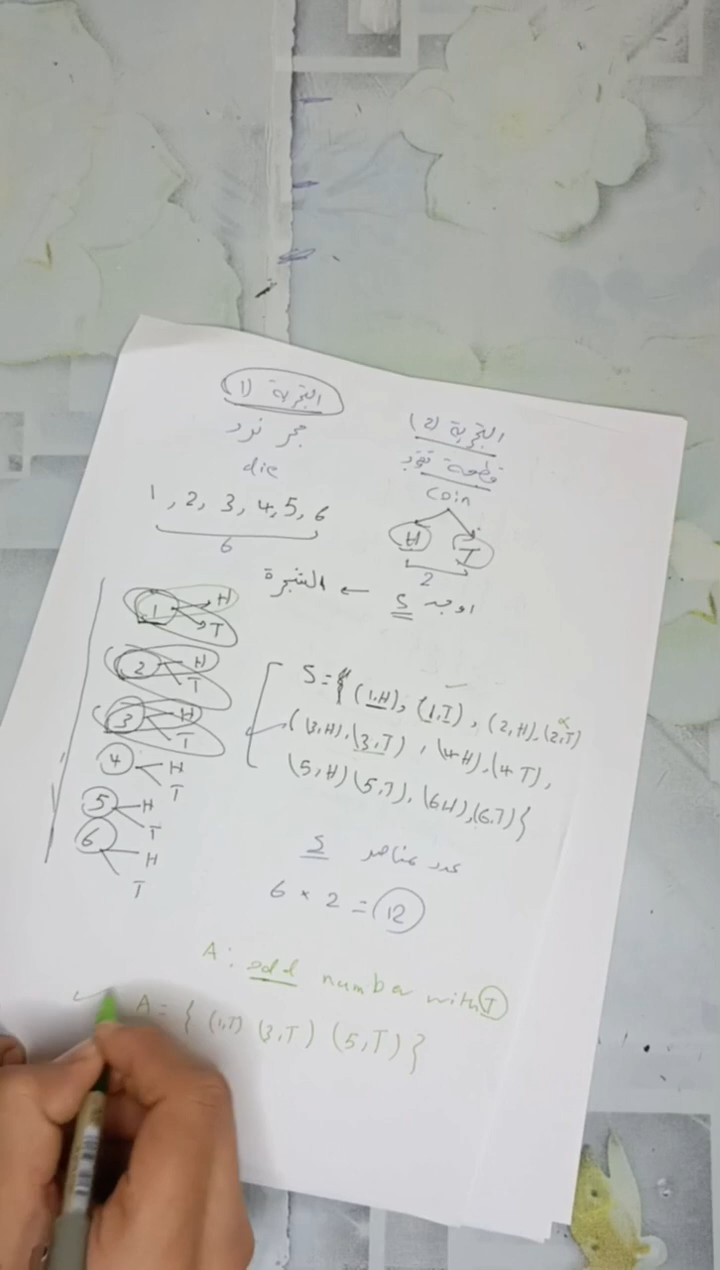 التجربة (1)
حجر نرد
die
1 , 2, 3, 4, 5, 6
6
التجربة (2)
قطعة نقود
coin
H T
2
اوجد S ← الشجرة
1 H
T
2 H
T
3 H
T
4 H
T
5 H
T
6 H
T
S = { (1,H), (1,T), (2,H), (2,T)
(3,H), (3,T), (4,H), (4,T),
(5,H) (5,T), (6,H), (6,T) }
عدد عناصر S
6 × 2 = 12
A: odd number with T
A = { (1,T) (3,T) (5,T) }